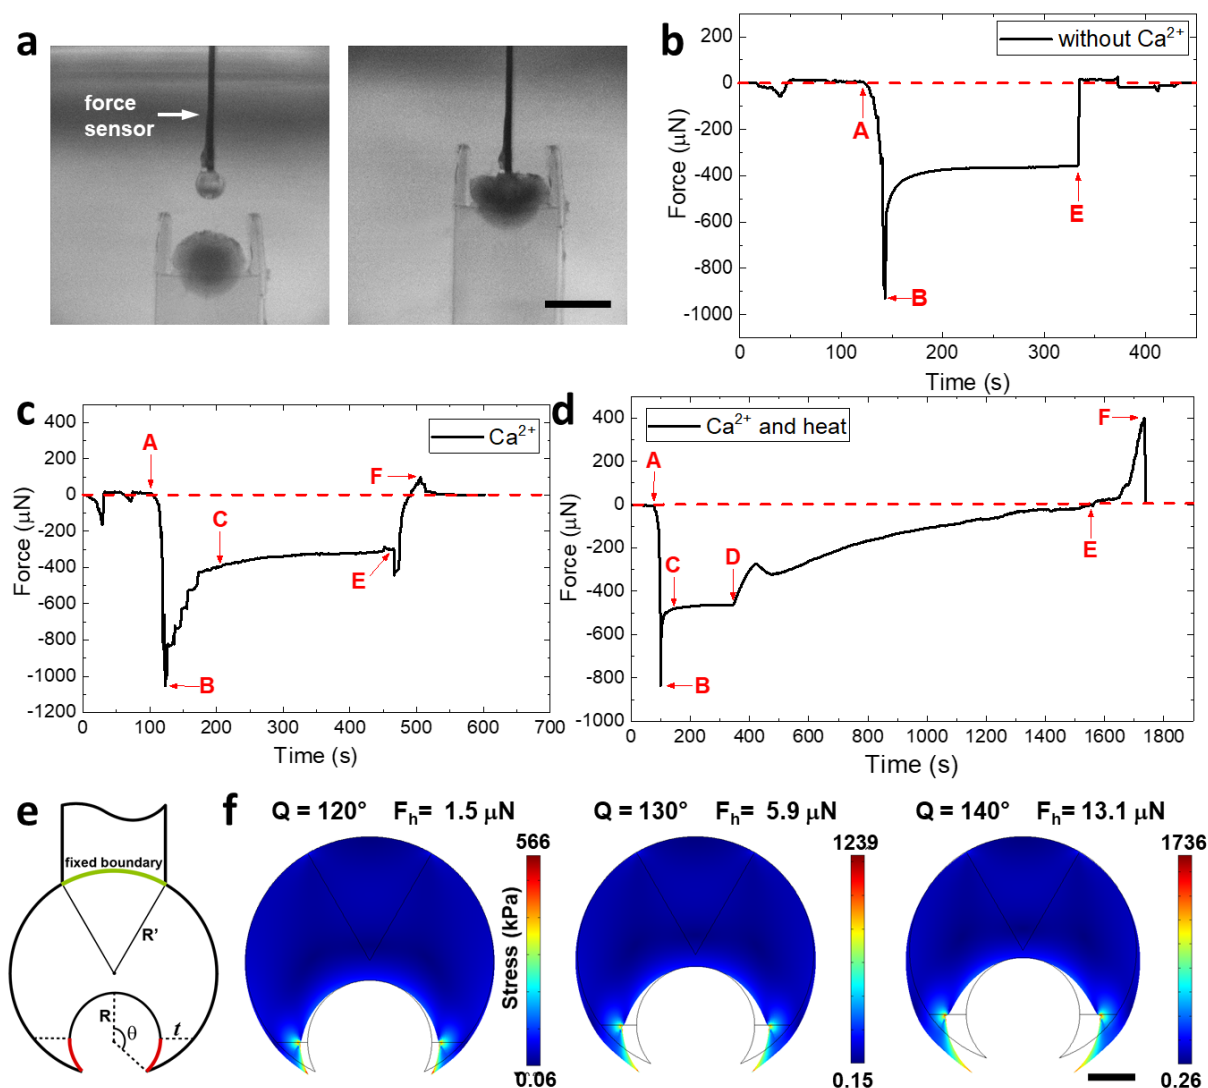 a
force
sensor
b
without Ca²⁺
200
0
-200
-400
-600
-800
-1000
Force (µN)
A
B
E
0
100
200
300
400
Time (s)
c
Ca²⁺
400
200
0
-200
-400
-600
-800
-1000
-1200
Force (µN)
A
B
C
E
F
0
100
200
300
400
500
600
700
Time (s)
d
Ca²⁺ and heat
400
200
0
-200
-400
-600
-800
-1000
Force (µN)
A
B
C
D
E
F
0
200
400
600
800
1000
1200
1400
1600
1800
Time (s)
e
fixed boundary
R'
R
θ
t
f
Q = 120° Fₕ= 1.5 µN
566
Stress (kPa)
0.06
Q = 130° Fₕ= 5.9 µN
1239
0.15
Q = 140° Fₕ= 13.1 µN
1736
0.26